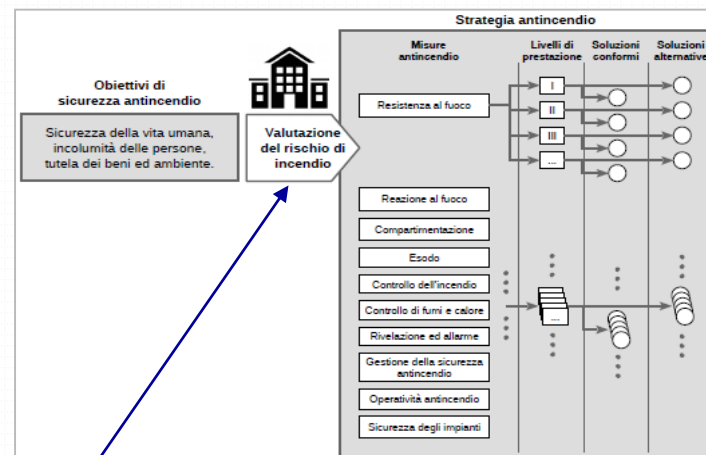 Strategia antincendio
Misure
antincendio
Livelli di
prestazione
Soluzioni
conformi
Soluzioni
alternative
Obiettivi di
sicurezza antincendio
Sicurezza della vita umana,
incolumità delle persone,
tutela dei beni ed ambiente.
Valutazione
del rischio di
incendio
Resistenza al fuoco
I
II
III
...
Reazione al fuoco
Compartimentazione
Esodo
Controllo dell'incendio
Controllo di fumi e calore
Rivelazione ed allarme
Gestione della sicurezza
antincendio
Operatività antincendio
Sicurezza degli impianti
...